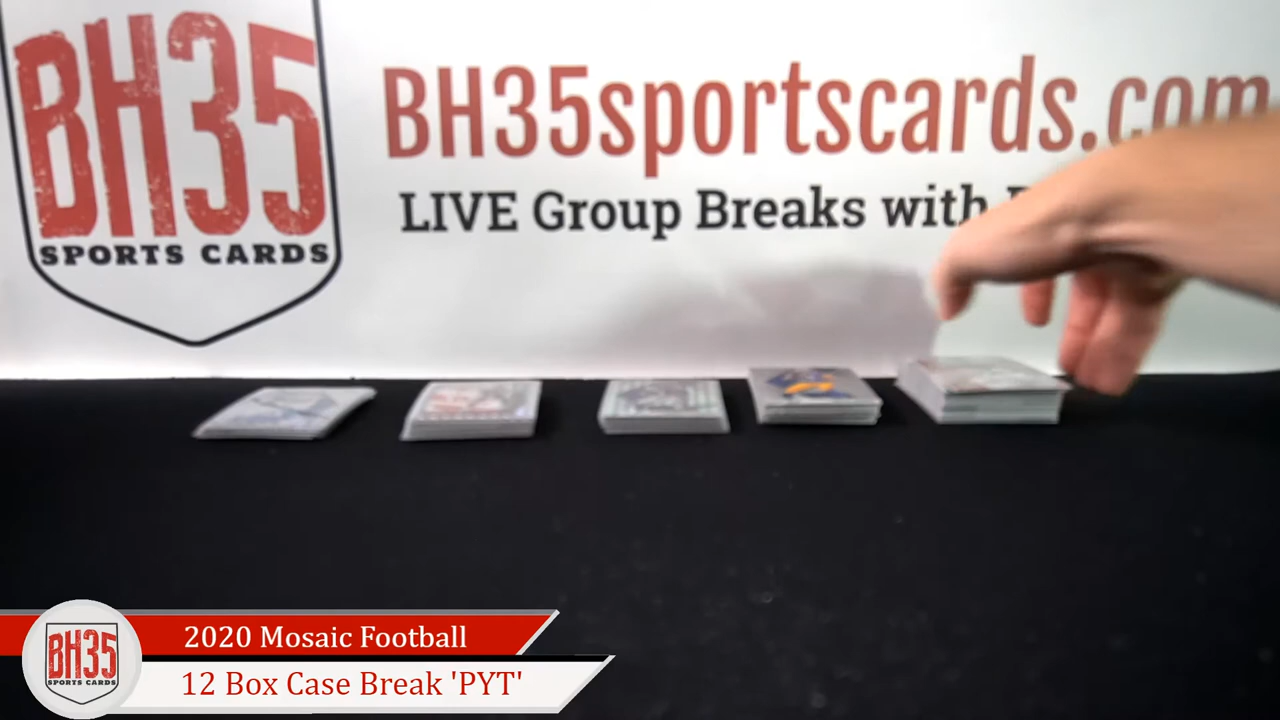 BH35
SPORTS CARDS
BH35sportscards.com
LIVE Group Breaks with
BH35
SPORTS CARDS
2020 Mosaic Football
12 Box Case Break 'PYT'